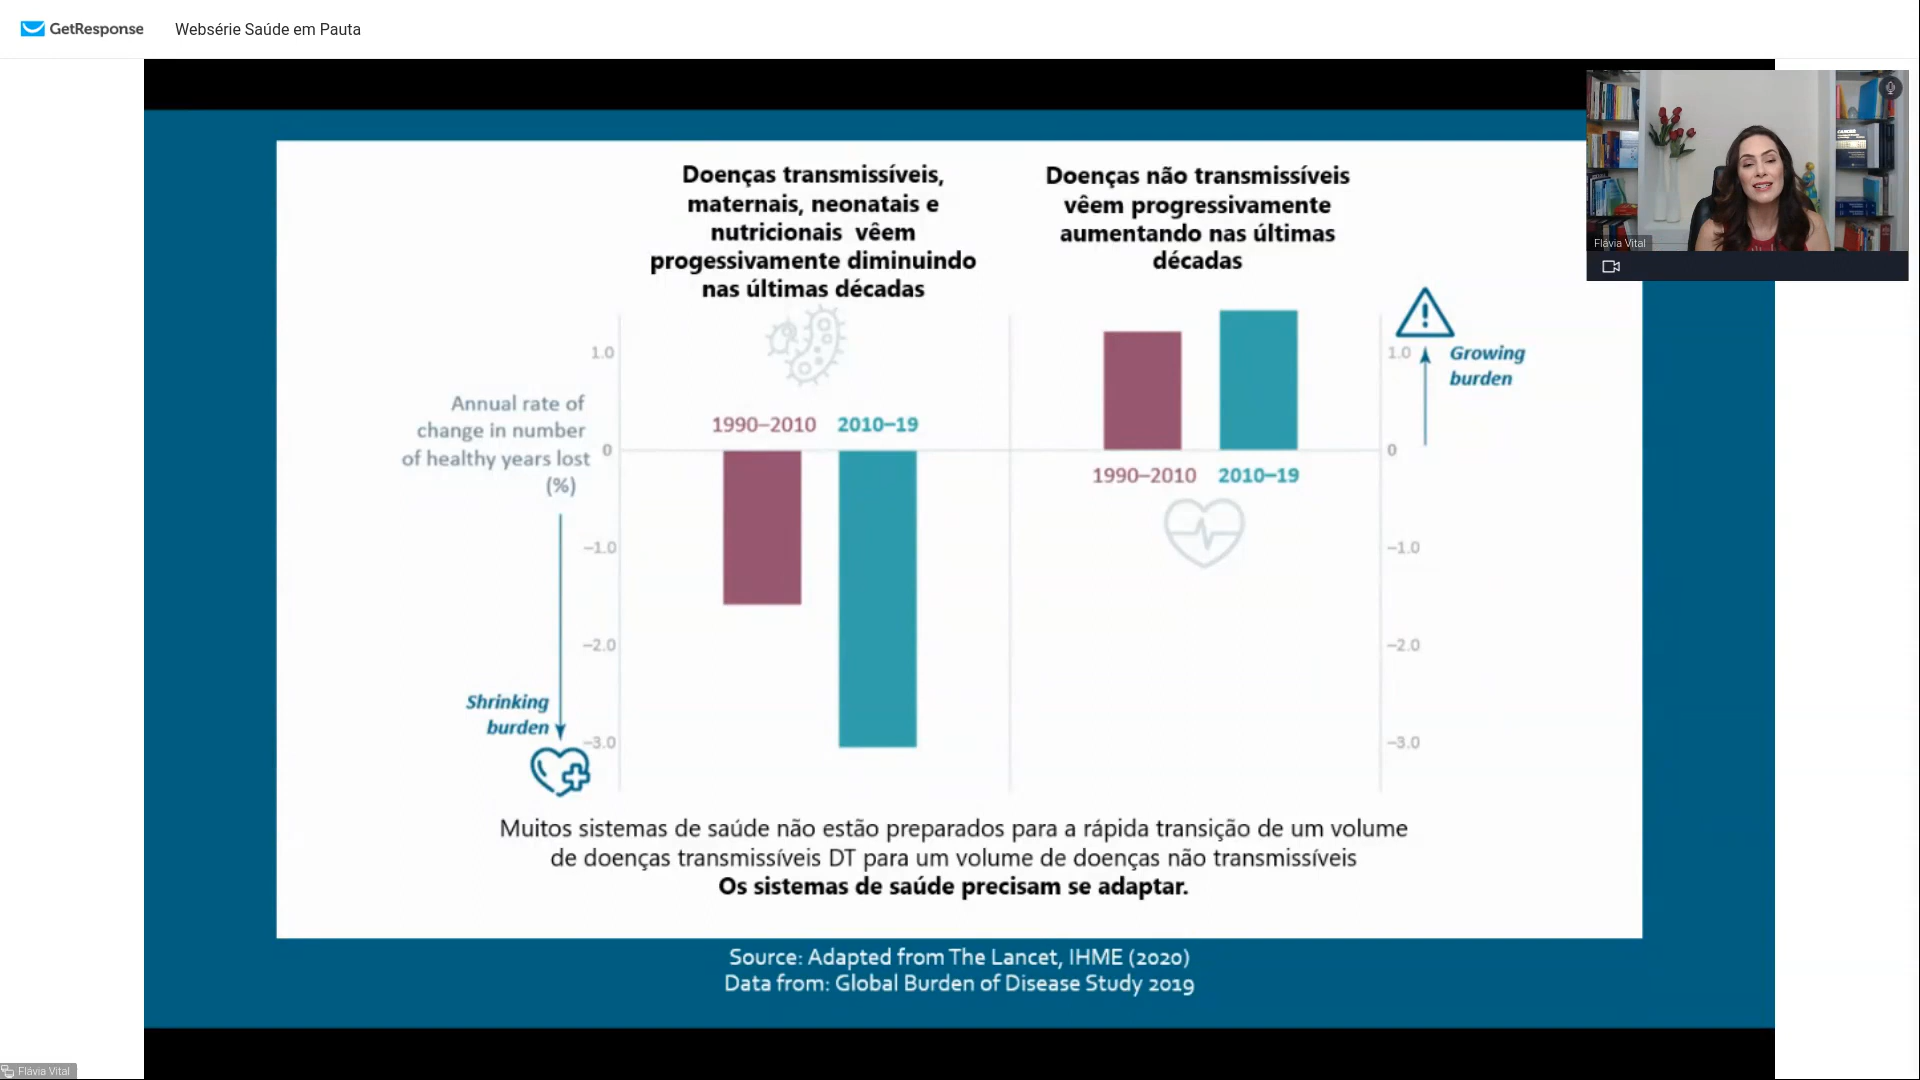 GetResponse
Websérie Saúde em Pauta
Doenças transmissíveis,
maternais, neonatais e
nutricionais vêem
progessivamente diminuindo
nas últimas décadas
Doenças não transmissíveis
vêem progressivamente
aumentando nas últimas
décadas
CANCER
Flávia Vital
1.0
1.0
Growing
burden
Annual rate of
change in number
of healthy years lost
(%)
1990–2010 2010–19
0
0
1990–2010 2010–19
–1.0
–1.0
–2.0
–2.0
Shrinking
burden
–3.0
–3.0
Muitos sistemas de saúde não estão preparados para a rápida transição de um volume
de doenças transmissíveis DT para um volume de doenças não transmissíveis
Os sistemas de saúde precisam se adaptar.
Source: Adapted from The Lancet, IHME (2020)
Data from: Global Burden of Disease Study 2019
Flávia Vital